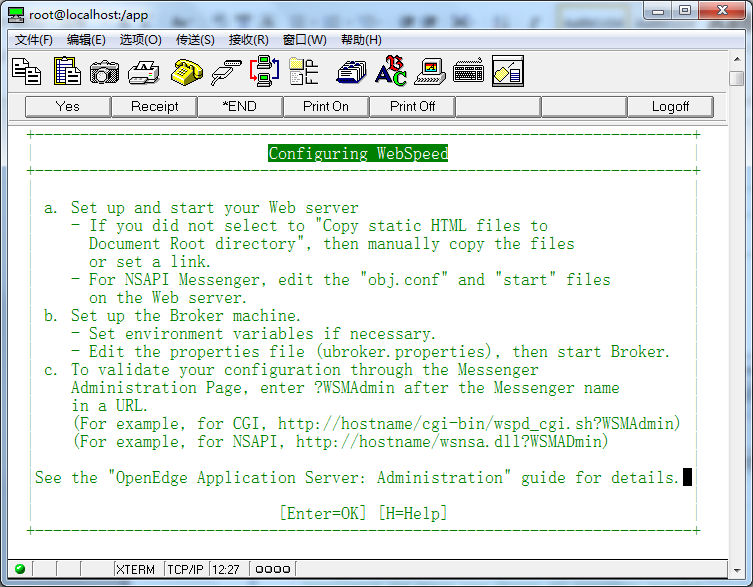 root@localhost:/app
文件(F) 编辑(E) 选项(O) 传送(S) 接收(R) 窗口(W) 帮助(H)
Yes Receipt *END Print On Print Off Logoff
Configuring WebSpeed
a. Set up and start your Web server
- If you did not select to "Copy static HTML files to
Document Root directory", then manually copy the files
or set a link.
- For NSAPI Messenger, edit the "obj.conf" and "start" files
on the Web server.
b. Set up the Broker machine.
- Set environment variables if necessary.
- Edit the properties file (ubroker.properties), then start Broker.
c. To validate your configuration through the Messenger
Administration Page, enter ?WSMAdmin after the Messenger name
in a URL.
(For example, for CGI, http://hostname/cgi-bin/wspd_cgi.sh?WSMAdmin)
(For example, for NSAPI, http://hostname/wsnsa.dll?WSMADmin)
See the "OpenEdge Application Server: Administration" guide for details.
[Enter=OK] [H=Help]
XTERM TCP/IP 12:27